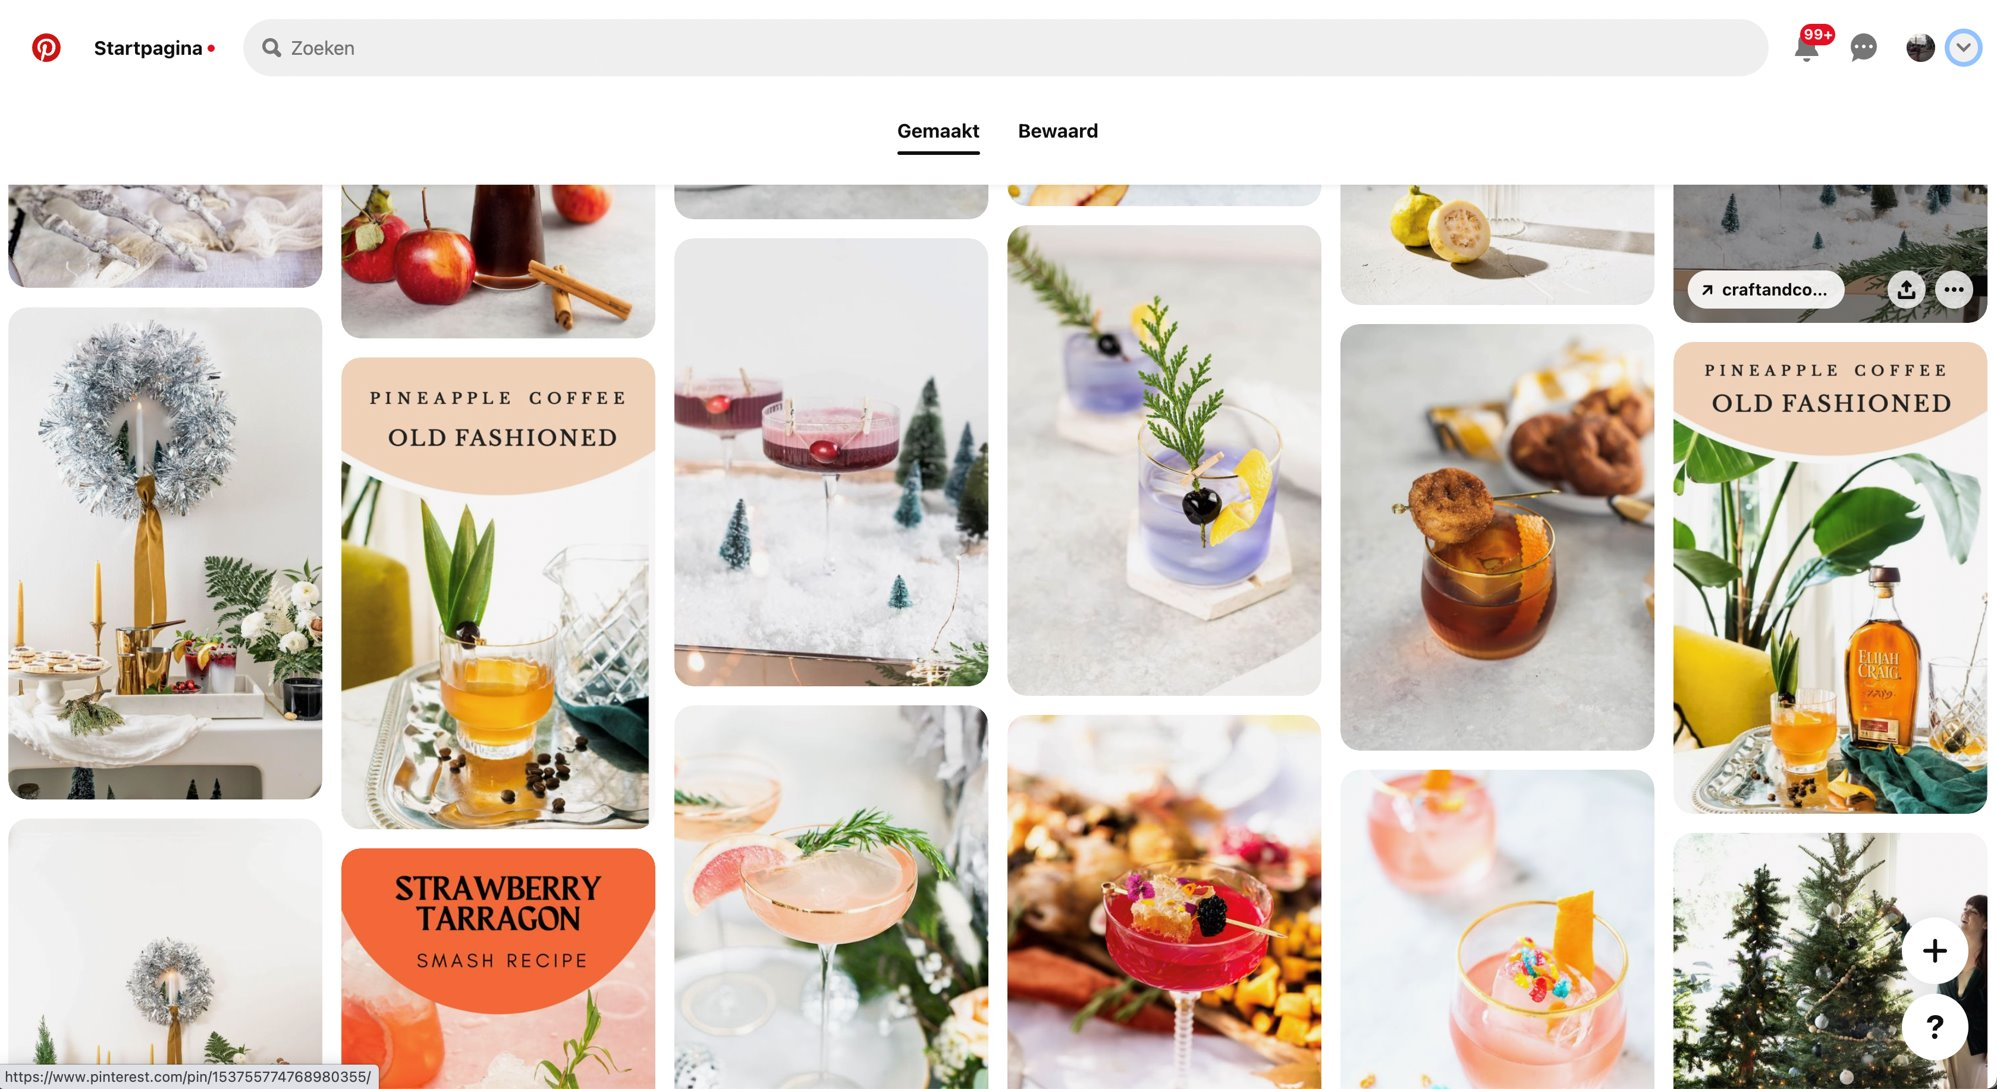 Startpagina
Zoeken
99+
Gemaakt
Bewaard
craftandco...
PINEAPPLE COFFEE
OLD FASHIONED
PINEAPPLE COFFEE
OLD FASHIONED
ELIJAH
CRAIG
STRAWBERRY
TARRAGON
SMASH RECIPE
+
?
https://www.pinterest.com/pin/153755774768980355/